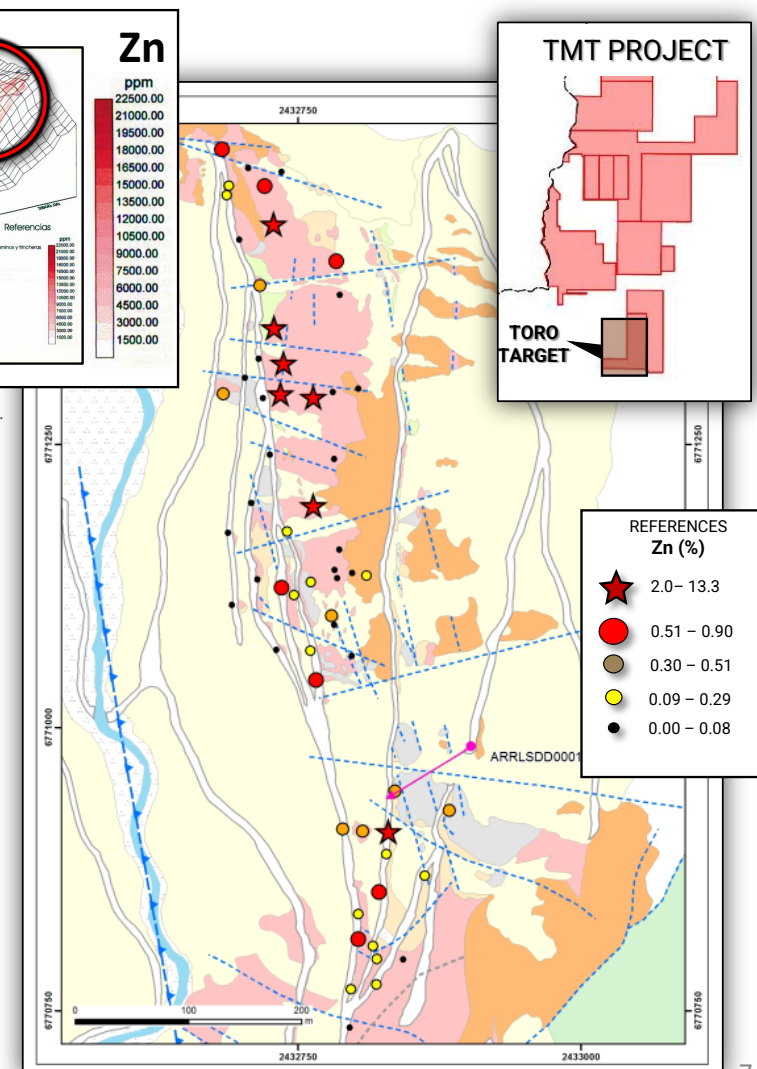 Zn
ppm
22500.00
21000.00
19500.00
18000.00
16500.00
15000.00
13500.00
12000.00
10500.00
9000.00
7500.00
6000.00
4500.00
3000.00
1500.00
Referencias
ppm
TMT PROJECT
TORO
TARGET
2432750
6771250
6771250
REFERENCES
Zn (%)
2.0– 13.3
0.51 – 0.90
0.30 – 0.51
0.09 – 0.29
0.00 – 0.08
6771000
ARRLSDD0001
6770750
6770750
0 100 200
m
2432750
2433000
7